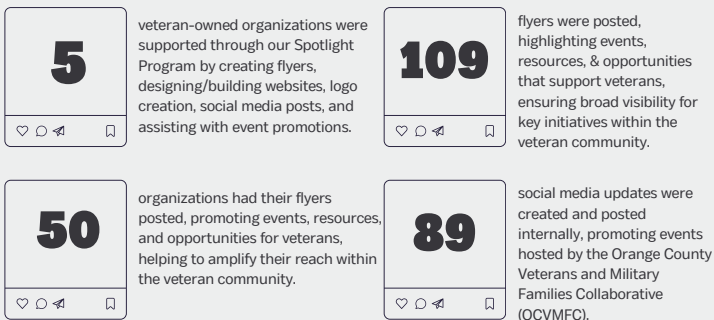 5
veteran-owned organizations were
supported through our Spotlight
Program by creating flyers,
designing/building websites, logo
creation, social media posts, and
assisting with event promotions.
109
flyers were posted,
highlighting events,
resources, & opportunities
that support veterans,
ensuring broad visibility for
key initiatives within the
veteran community.
50
organizations had their flyers
posted, promoting events, resources,
and opportunities for veterans,
helping to amplify their reach within
the veteran community.
89
social media updates were
created and posted
internally, promoting events
hosted by the Orange County
Veterans and Military
Families Collaborative
(OCVMFC).